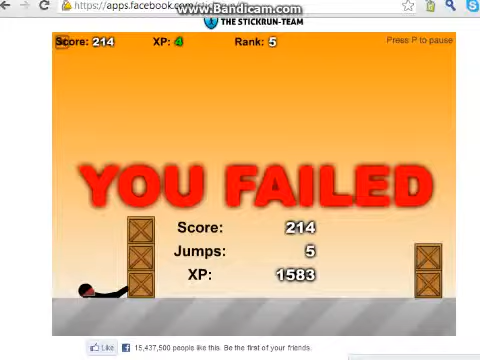 https://apps.facebook.com/stickrun
www.Bandicam.com
THE STICKRUN-TEAM
Score: 214 XP: 4 Rank: 5 Press P to pause
YOU FAILED
Score: 214
Jumps: 5
XP: 1583
Like 15,437,500 people like this. Be the first of your friends.